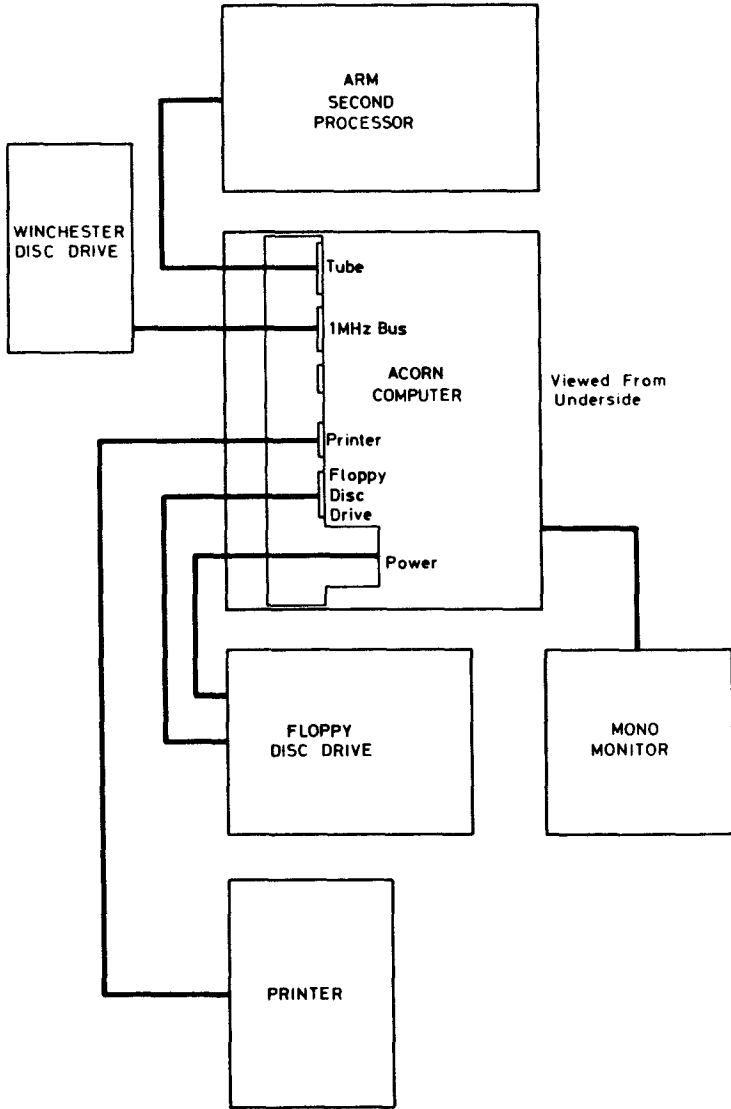 ARM
SECOND
PROCESSOR
WINCHESTER
DISC DRIVE
Tube
1MHz Bus
ACORN
COMPUTER
Viewed From
Underside
Printer
Floppy
Disc
Drive
Power
FLOPPY
DISC DRIVE
MONO
MONITOR
PRINTER